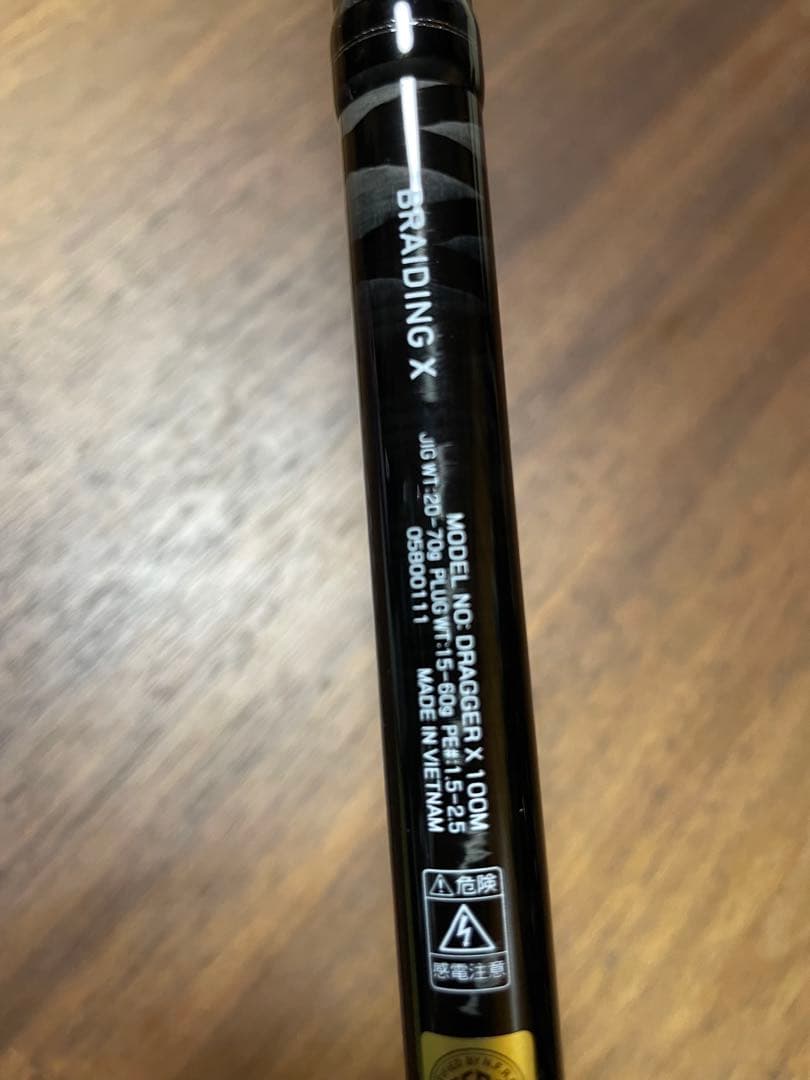 BRAIDING X
MODEL NO: DRAGGER X 100M
JIG WT:20-70g PLUG WT:15-60g PE#:1.5-2.5
05800111 MADE IN VIETNAM
⚠危険
感電注意